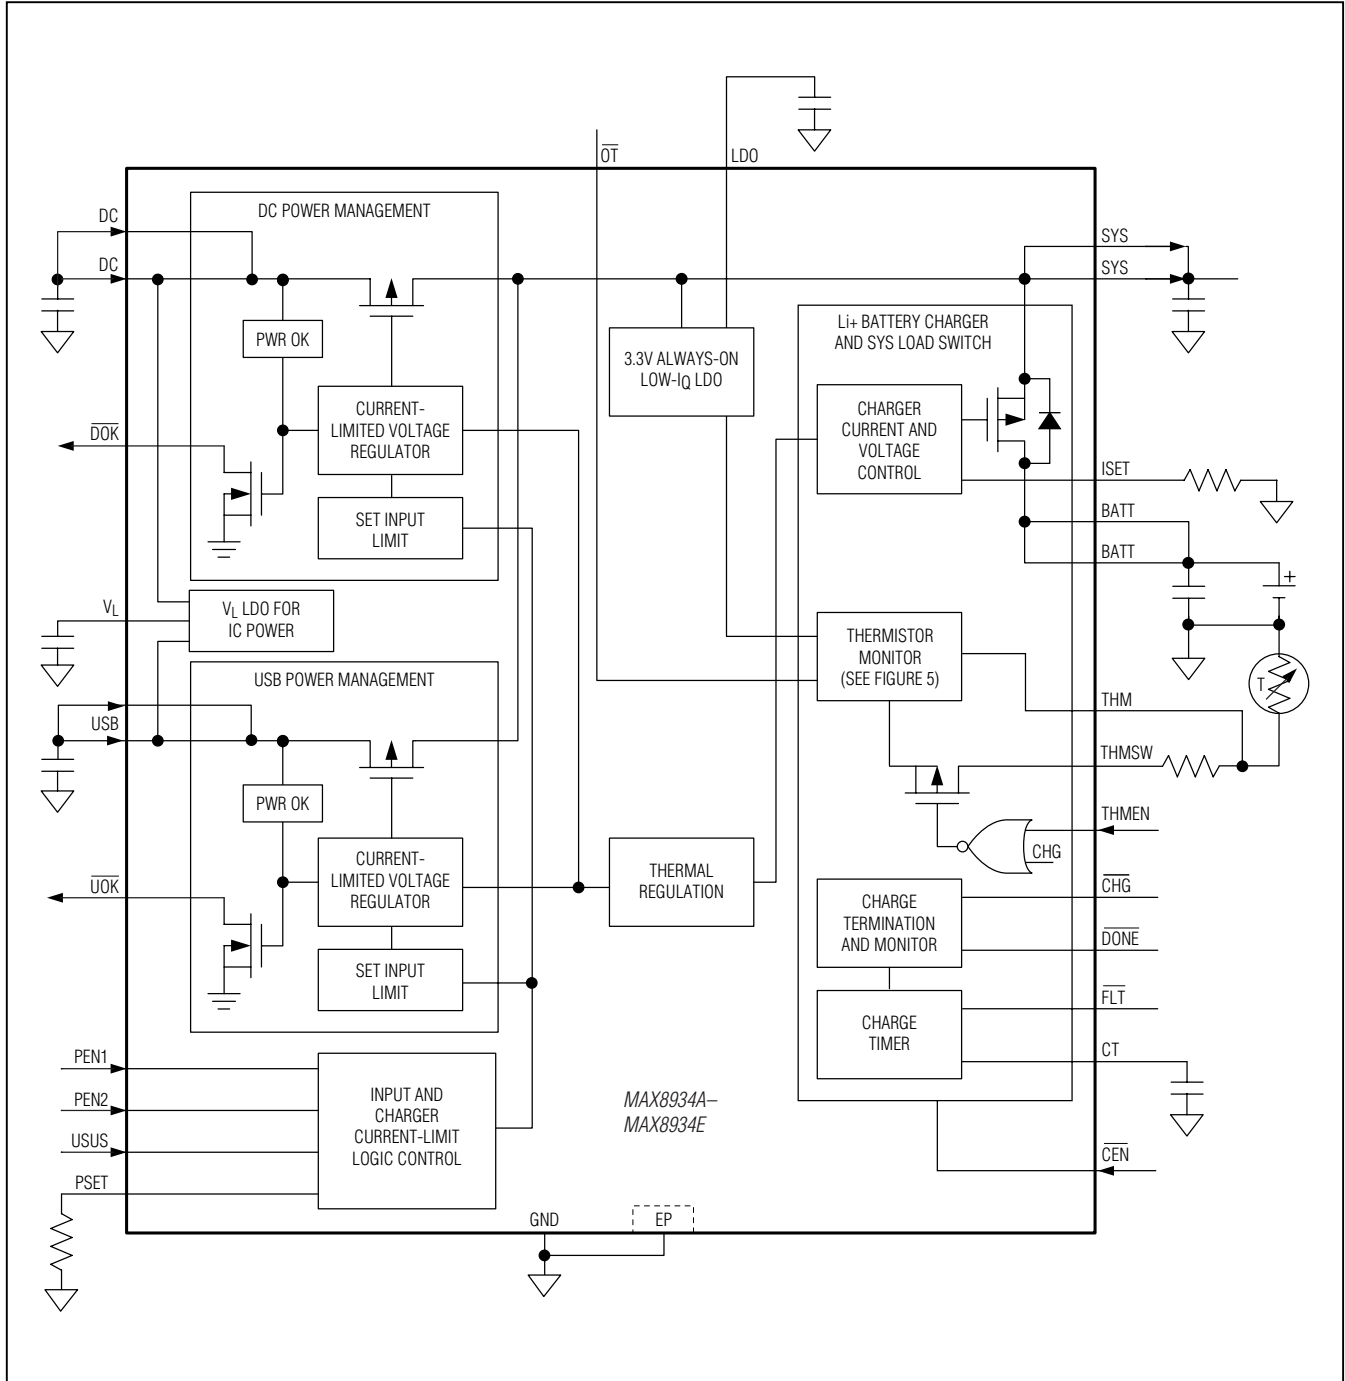 OT
LDO
DC POWER MANAGEMENT
DC
DC
PWR OK
CURRENT-
LIMITED VOLTAGE
REGULATOR
DOK
SET INPUT
LIMIT
VL
VL LDO FOR
IC POWER
USB POWER MANAGEMENT
USB
PWR OK
CURRENT-
LIMITED VOLTAGE
REGULATOR
UOK
SET INPUT
LIMIT
PEN1
PEN2
USUS
PSET
INPUT AND
CHARGER
CURRENT-LIMIT
LOGIC CONTROL
3.3V ALWAYS-ON
LOW-IQ LDO
THERMAL
REGULATION
MAX8934A–
MAX8934E
GND
EP
Li+ BATTERY CHARGER
AND SYS LOAD SWITCH
CHARGER
CURRENT AND
VOLTAGE
CONTROL
THERMISTOR
MONITOR
(SEE FIGURE 5)
CHG
CHARGE
TERMINATION
AND MONITOR
CHARGE
TIMER
SYS
SYS
ISET
BATT
BATT
+
T
THM
THMSW
THMEN
CHG
DONE
FLT
CT
CEN